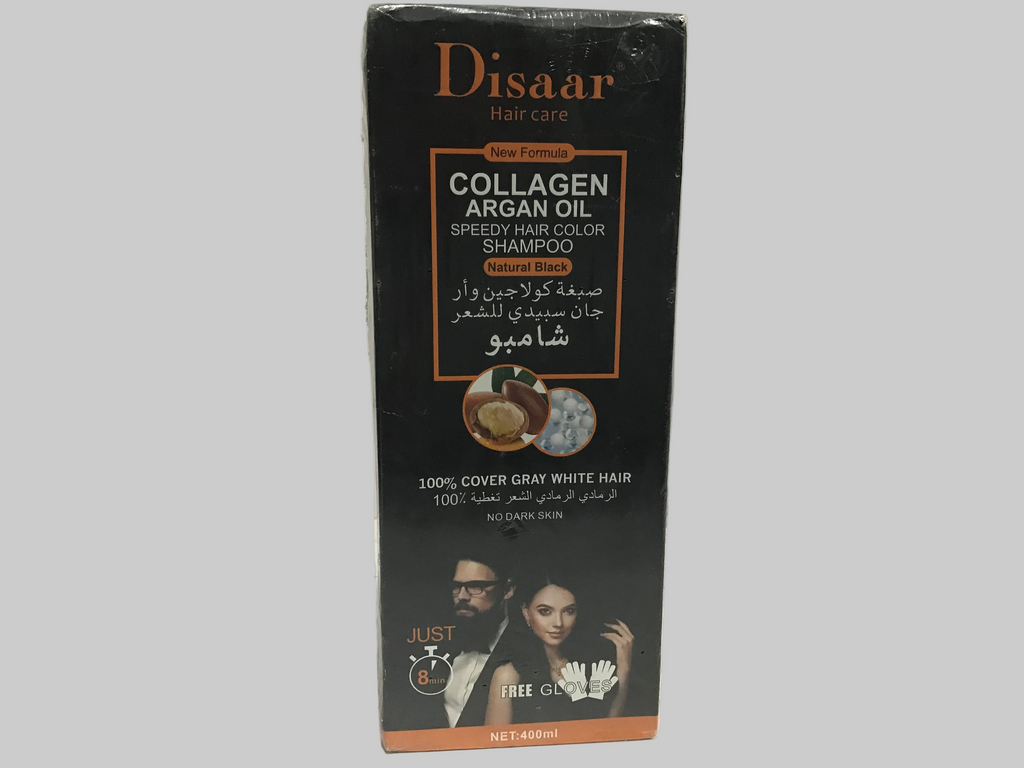 Disaar®
Hair care
New Formula
COLLAGEN
ARGAN OIL
SPEEDY HAIR COLOR
SHAMPOO
Natural Black
صبغة كولاجين وأر
جان سبيدي للشعر
شامبو
100% COVER GRAY WHITE HAIR
الرمادي الرمادي الشعر تغطية 100٪
NO DARK SKIN
JUST
8min
FREE GLOVES
NET:400ml